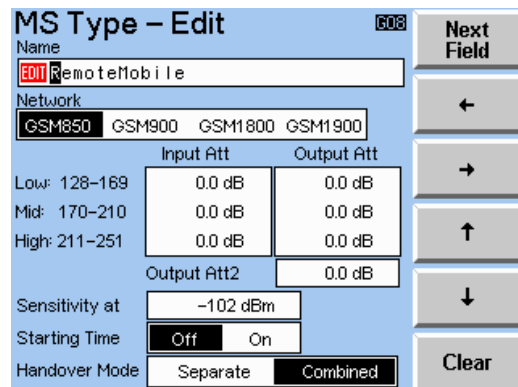 MS Type – Edit G08
Name
EDIT RemoteMobile
Network
GSM850 GSM900 GSM1800 GSM1900
Input Att Output Att
Low: 128–169 0.0 dB 0.0 dB
Mid: 170–210 0.0 dB 0.0 dB
High: 211–251 0.0 dB 0.0 dB
Output Att2 0.0 dB
Sensitivity at –102 dBm
Starting Time Off On
Handover Mode Separate Combined
Next
Field
←
→
↑
↓
Clear